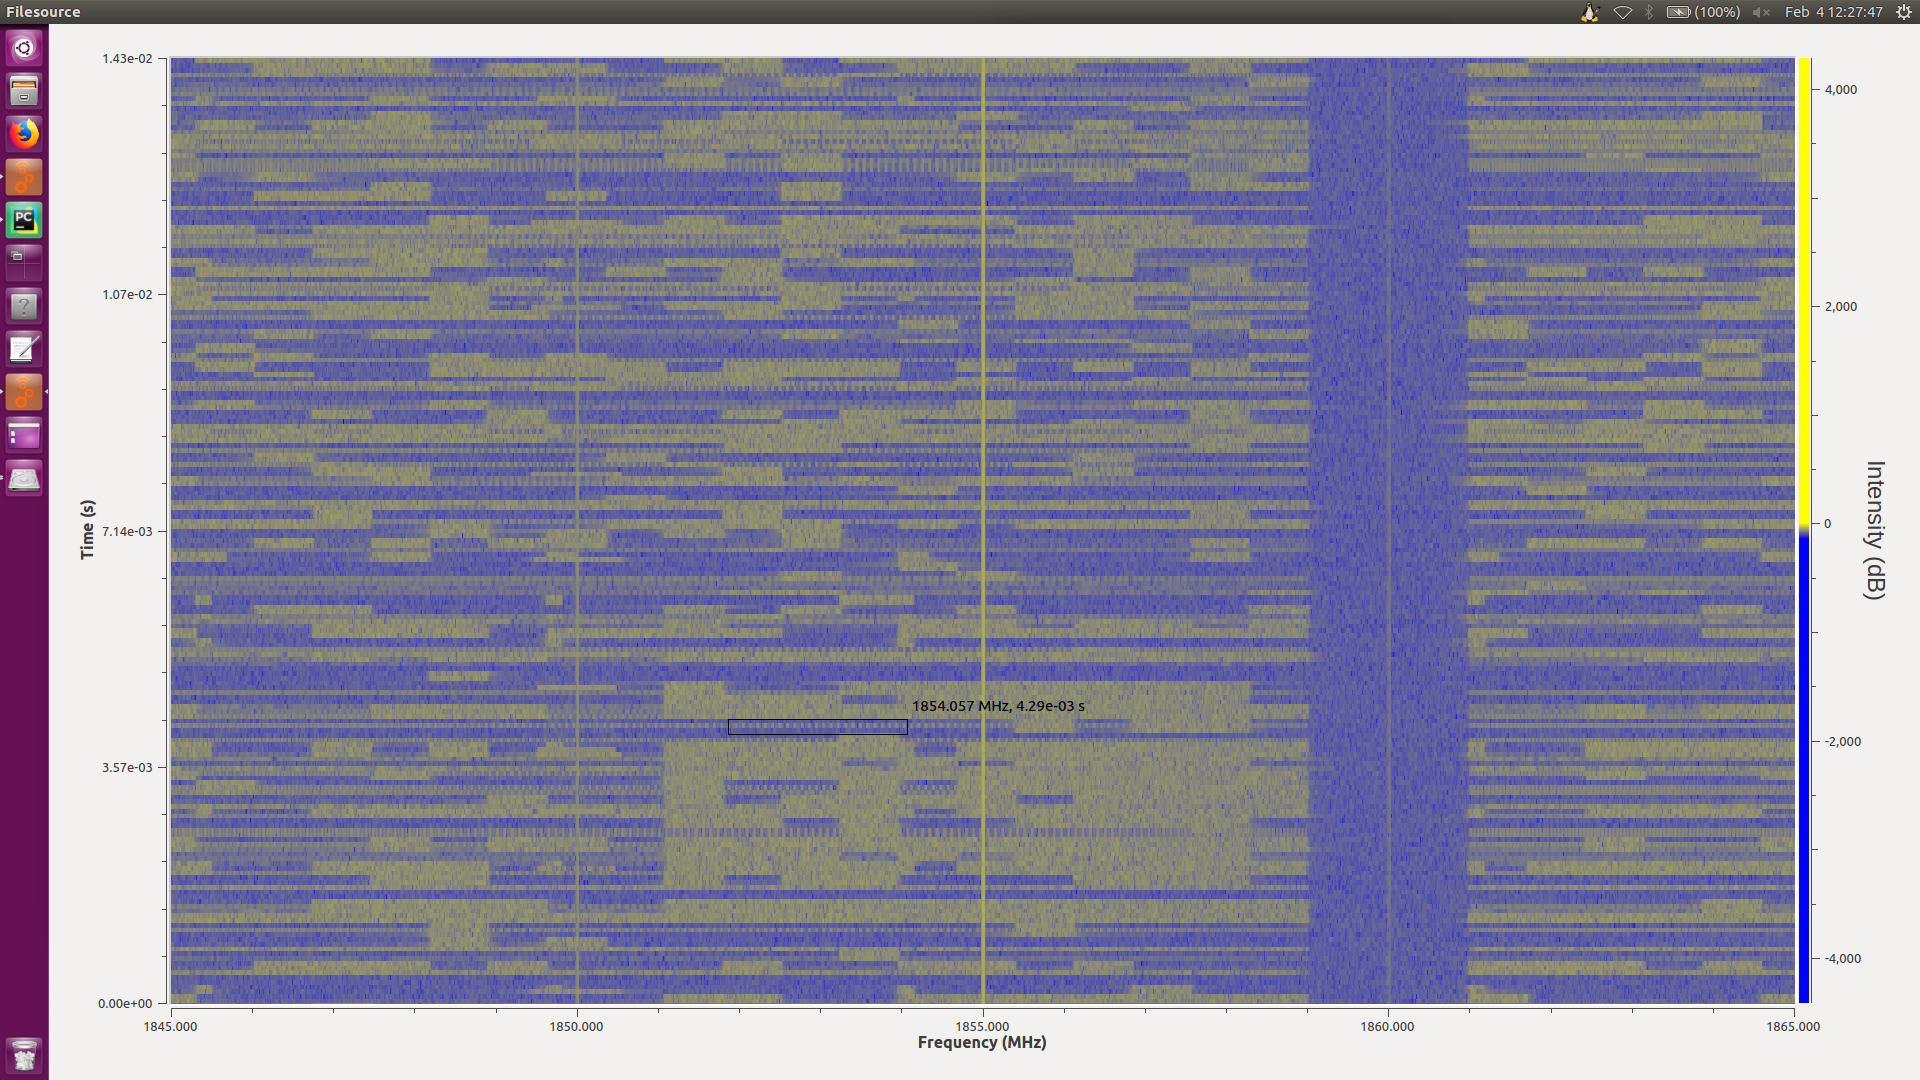 Filesource
(100%)
Feb 4 12:27:47
PC
1.43e-02
1.07e-02
7.14e-03
3.57e-03
0.00e+00
Time (s)
1854.057 MHz, 4.29e-03 s
1845.000
1850.000
1855.000
1860.000
1865.000
Frequency (MHz)
4,000
2,000
0
-2,000
-4,000
Intensity (dB)